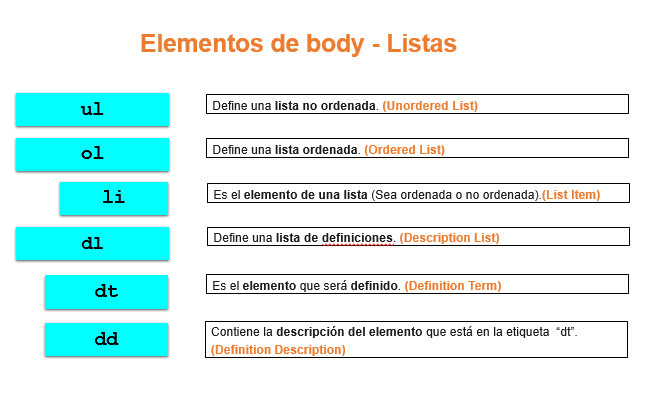 Elementos de body - Listas
ul
Define una lista no ordenada. (Unordered List)
ol
Define una lista ordenada. (Ordered List)
li
Es el elemento de una lista (Sea ordenada o no ordenada).(List Item)
dl
Define una lista de definiciones. (Description List)
dt
Es el elemento que será definido. (Definition Term)
dd
Contiene la descripción del elemento que está en la etiqueta “dt”.
(Definition Description)